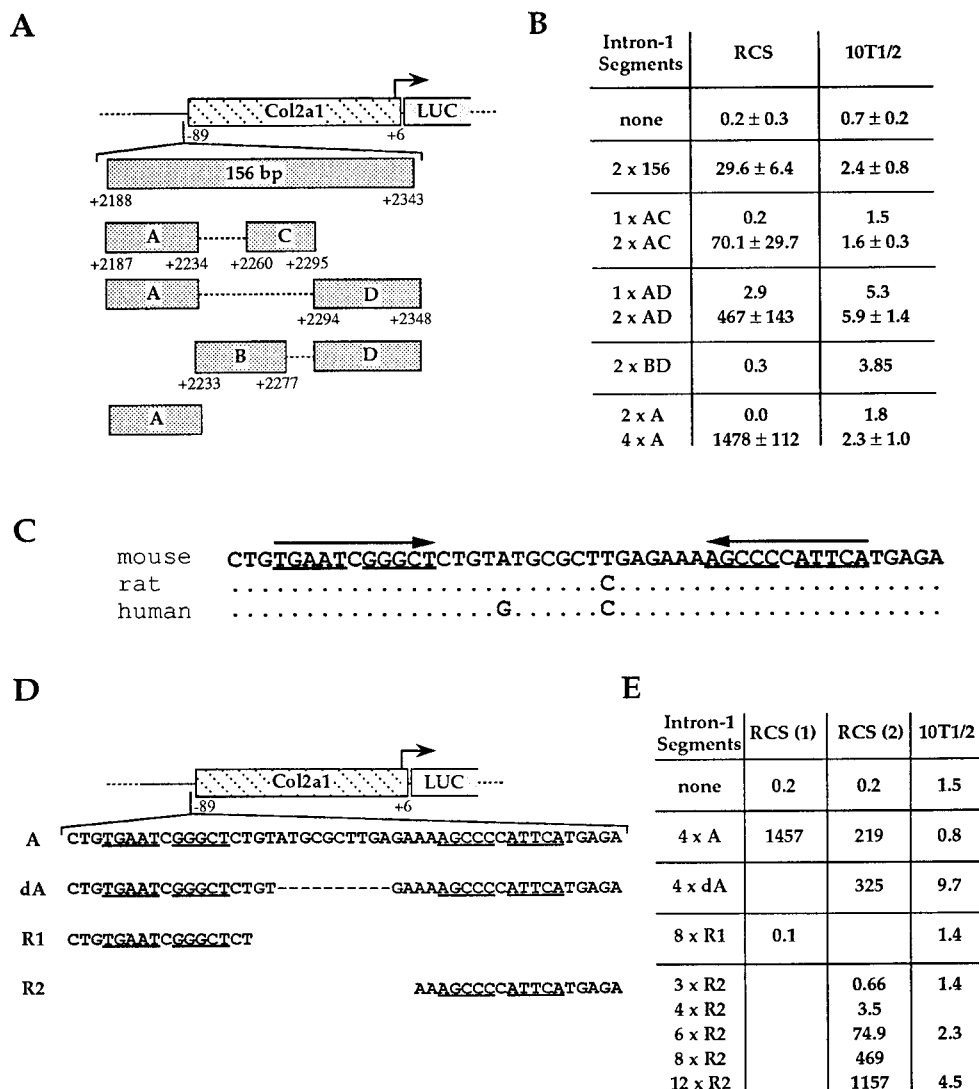 A
Col2a1
LUC
-89
+6
156 bp
+2188
+2343
A
C
+2187
+2234
+2260
+2295
A
D
+2294
+2348
B
D
+2233
+2277
A
B
Intron-1 Segments RCS 10T1/2
none 0.2 ± 0.3 0.7 ± 0.2
2 x 156 29.6 ± 6.4 2.4 ± 0.8
1 x AC 0.2 1.5
2 x AC 70.1 ± 29.7 1.6 ± 0.3
1 x AD 2.9 5.3
2 x AD 467 ± 143 5.9 ± 1.4
2 x BD 0.3 3.85
2 x A 0.0 1.8
4 x A 1478 ± 112 2.3 ± 1.0
C
mouse CTGTGAATCGGGCTCTGTATGCGCTTGAGAAAAGCCCCATTCATGAGA
rat C
human G C
D
Col2a1
LUC
-89
+6
A CTGTGAATCGGGCTCTGTATGCGCTTGAGAAAAGCCCCATTCATGAGA
dA CTGTGAATCGGGCTCTGT----------GAAAAGCCCCATTCATGAGA
R1 CTGTGAATCGGGCTCT
R2 AAAGCCCCATTCATGAGA
E
Intron-1 Segments RCS (1) RCS (2) 10T1/2
none 0.2 0.2 1.5
4 x A 1457 219 0.8
4 x dA 325 9.7
8 x R1 0.1 1.4
3 x R2 0.66 1.4
4 x R2 3.5
6 x R2 74.9 2.3
8 x R2 469
12 x R2 1157 4.5